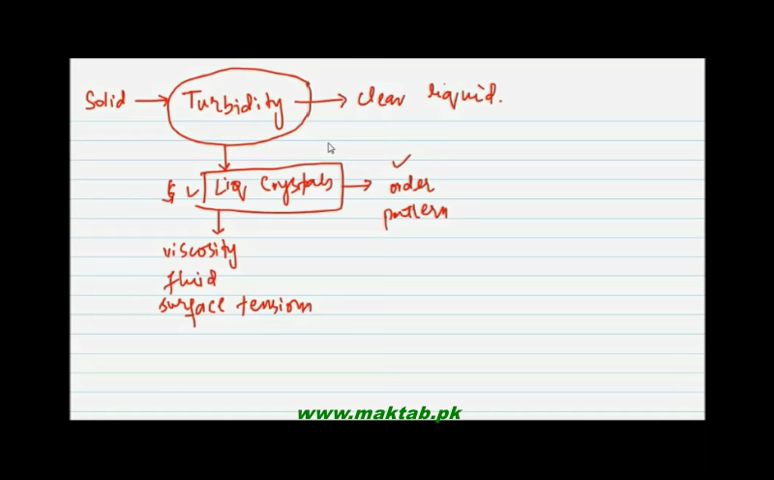 Solid → Turbidity → clear liquid.
Liq Crystals → order
pattern
viscosity
fluid
surface tension
www.maktab.pk